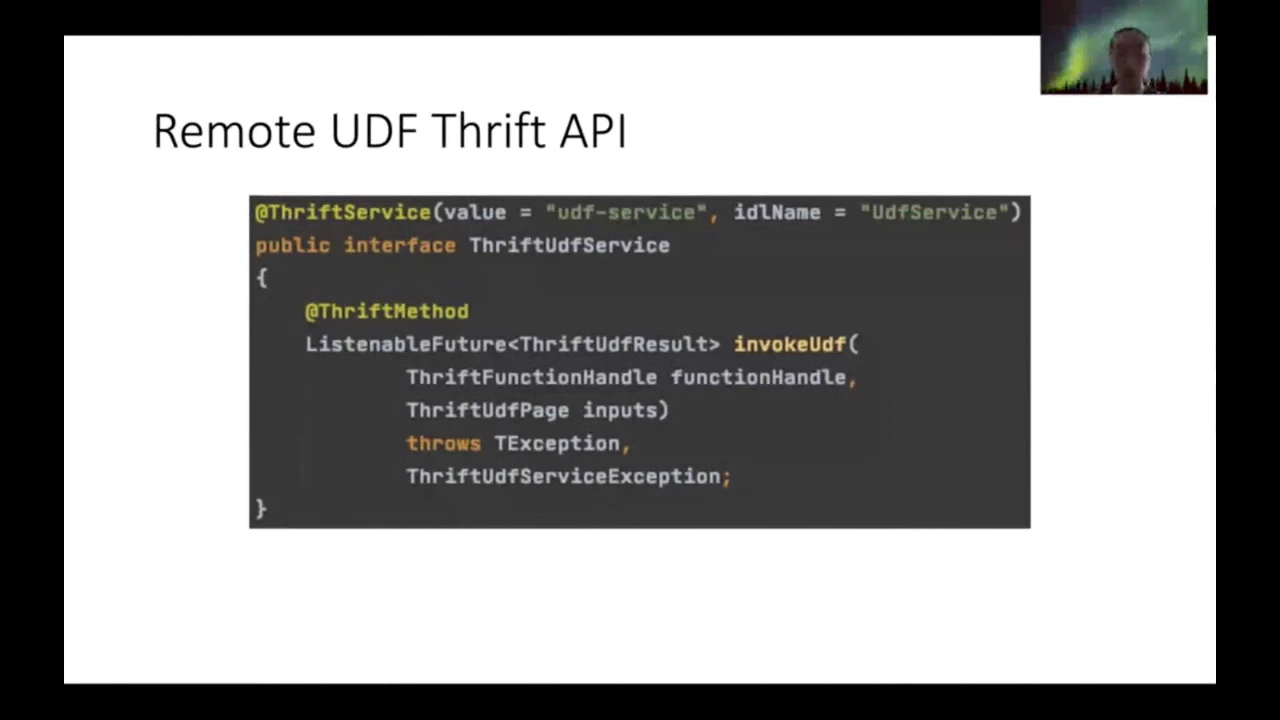 Remote UDF Thrift API
@ThriftService(value = "udf-service", idlName = "UdfService")
public interface ThriftUdfService
{
@ThriftMethod
ListenableFuture<ThriftUdfResult> invokeUdf(
ThriftFunctionHandle functionHandle,
ThriftUdfPage inputs)
throws TException,
ThriftUdfServiceException;
}